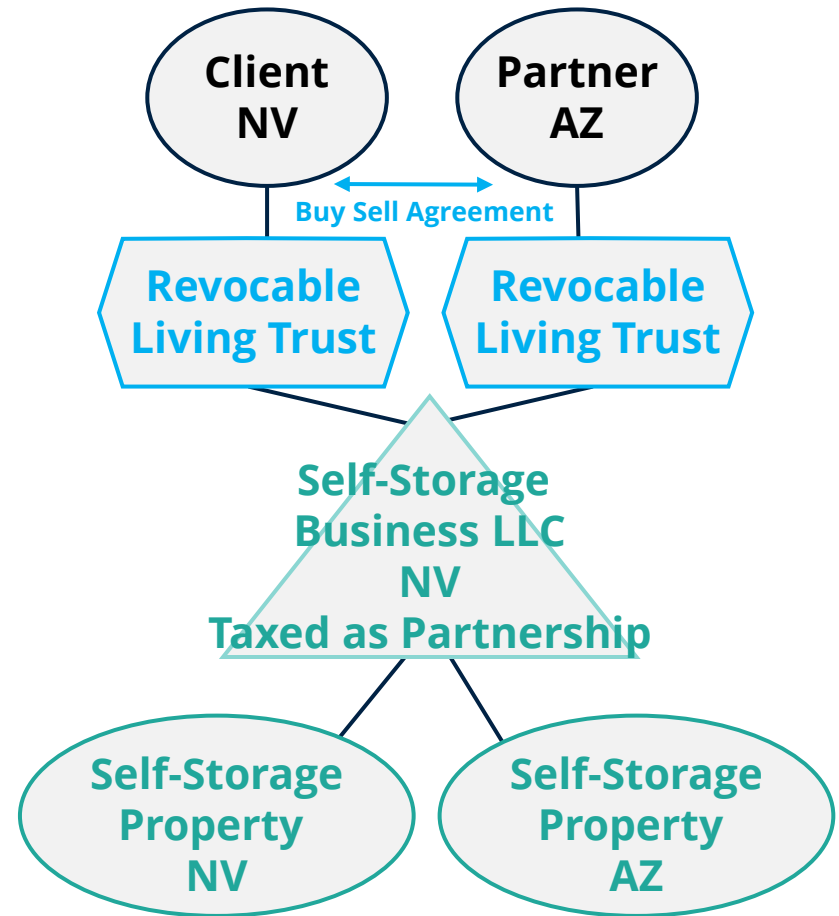 Client
NV
Partner
AZ
Buy Sell Agreement
Revocable
Living Trust
Revocable
Living Trust
Self-Storage
Business LLC
NV
Taxed as Partnership
Self-Storage
Property
NV
Self-Storage
Property
AZ